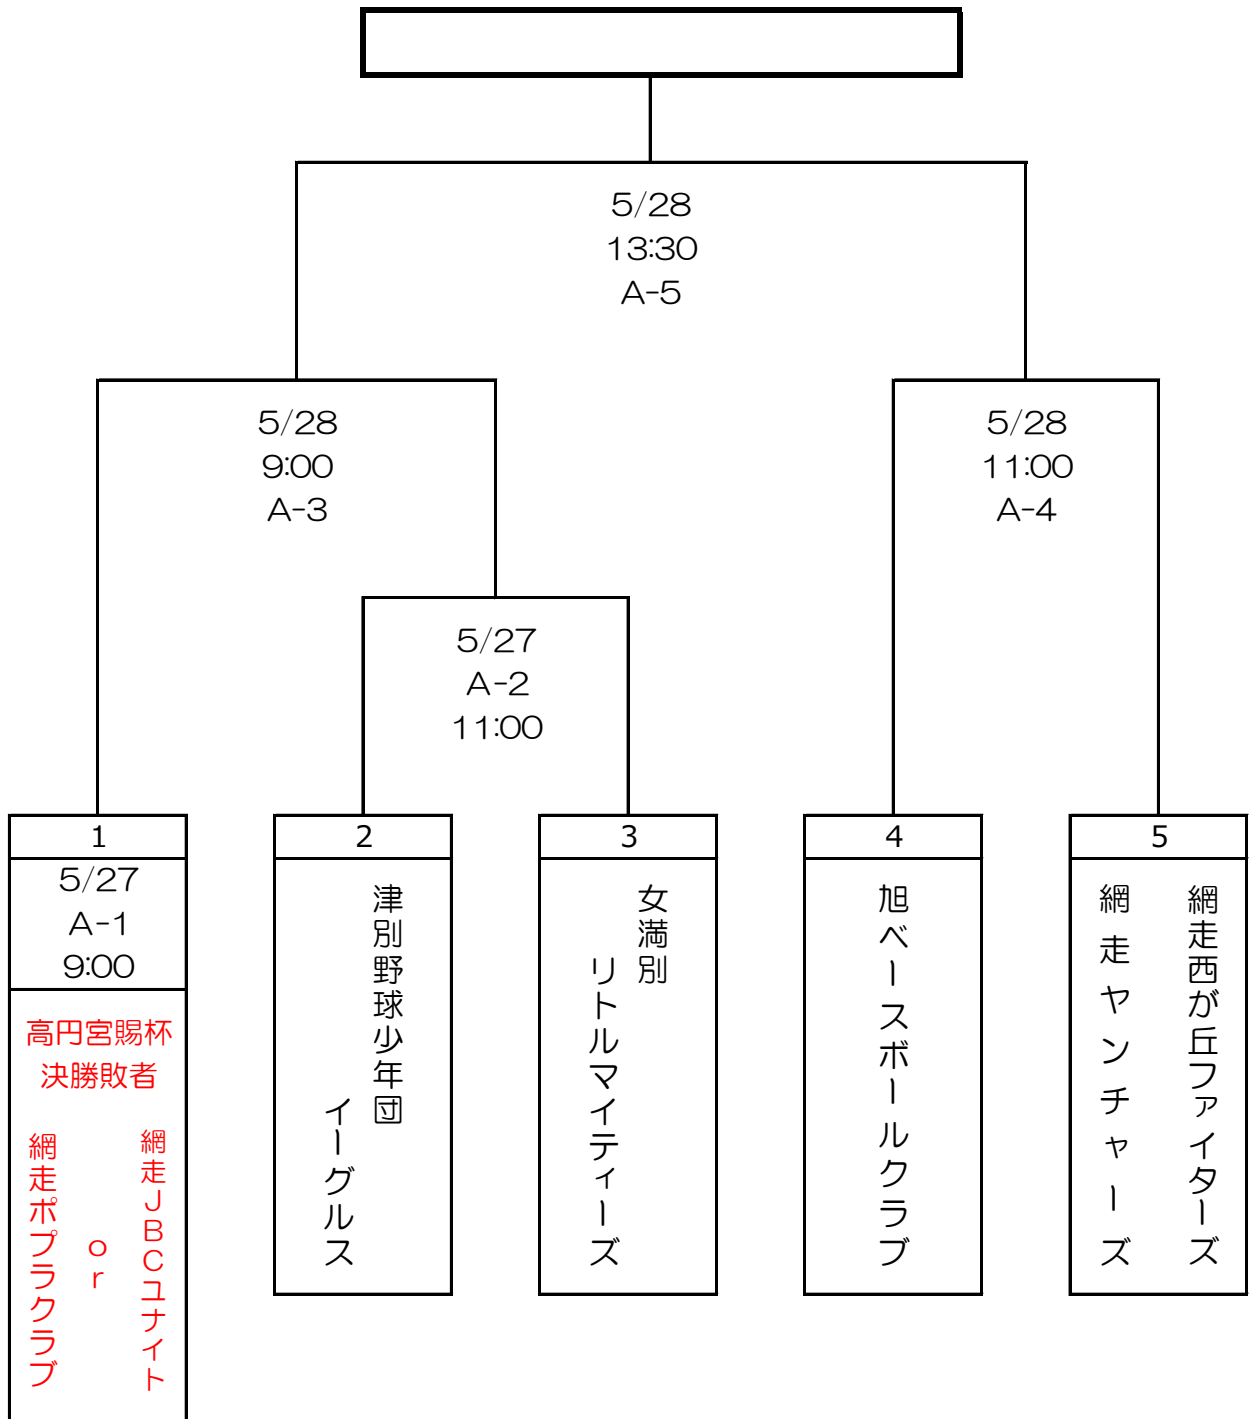 5/28
13:30
A-5
5/28
9:00
A-3
5/28
11:00
A-4
5/27
A-2
11:00
1
5/27
A-1
9:00
高円宮賜杯
決勝敗者
網走JBCユナイト
or
網走ポプラクラブ
2
津別野球少年団
イーグルス
3
女満別
リトルマイティーズ
4
旭ベースボールクラブ
5
網走西が丘ファイターズ
網走ヤンチャーズ